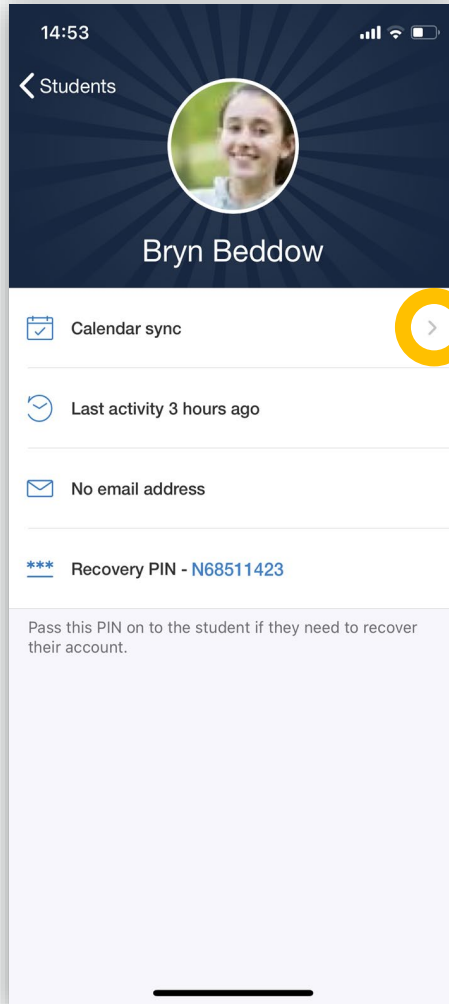 14:53
Students
Bryn Beddow
Calendar sync
Last activity 3 hours ago
No email address
*** Recovery PIN - N68511423
Pass this PIN on to the student if they need to recover
their account.